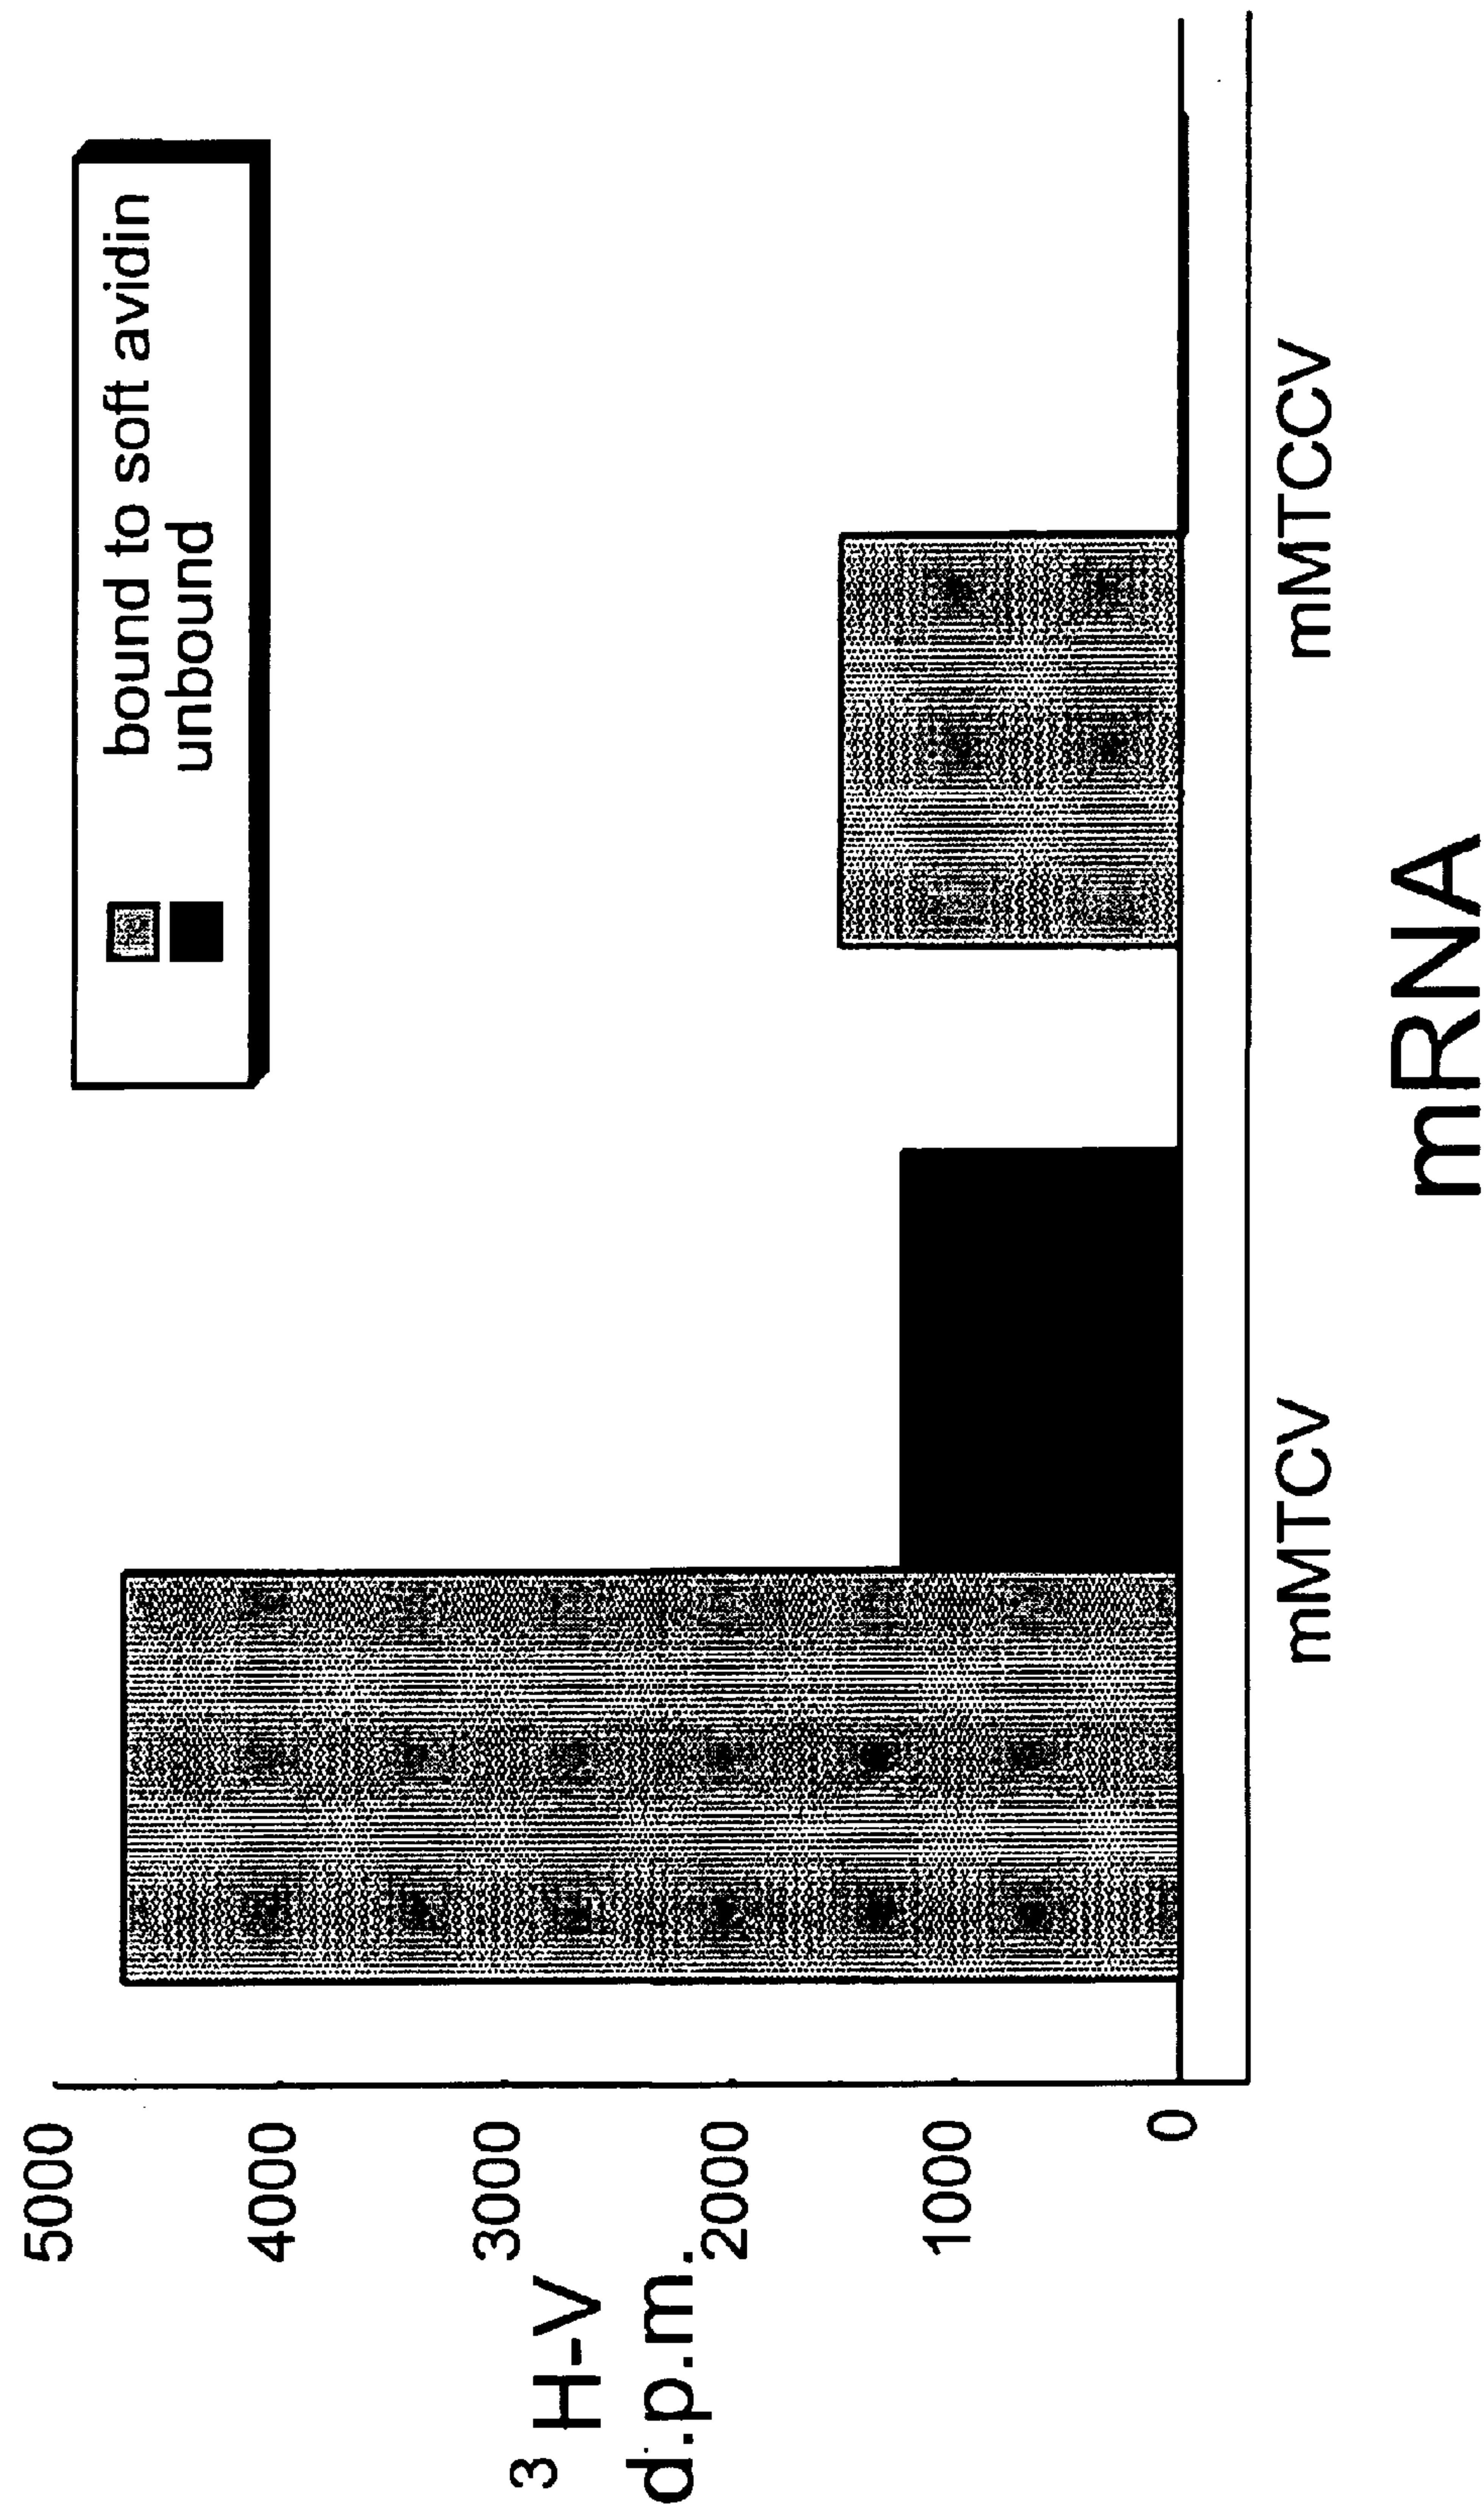 bound to soft avidin
unbound
5000
4000
3000
2000
1000
0
³H-V
d.p.m.
mMTCV
mMTCCV
mRNA